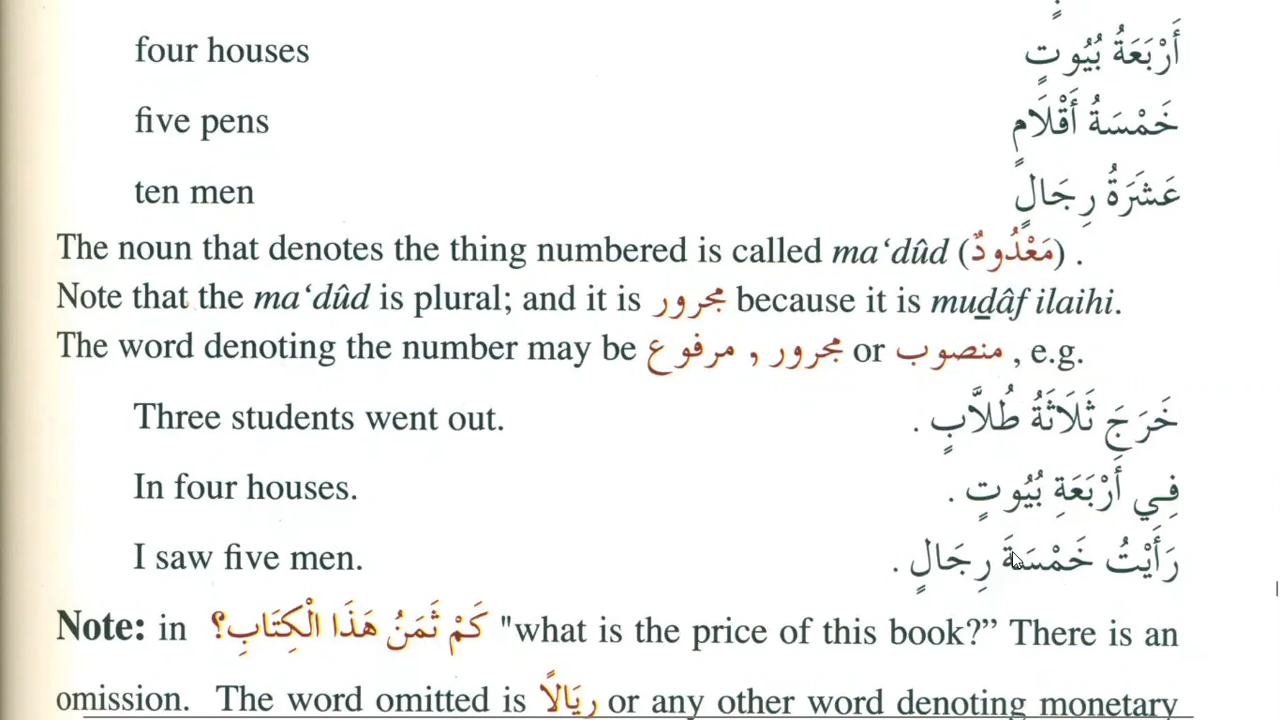 four houses أَرْبَعَةُ بُيُوتٍ
five pens خَمْسَةُ أَقْلَامٍ
ten men عَشَرَةُ رِجَالٍ
The noun that denotes the thing numbered is called ma‘dûd (مَعْدُودٌ) .
Note that the ma‘dûd is plural; and it is مجرور because it is mudâf ilaihi.
The word denoting the number may be مرفوع , مجرور or منصوب , e.g.
Three students went out. خَرَجَ ثَلَاثَةُ طُلَّابٍ .
In four houses. فِي أَرْبَعَةِ بُيُوتٍ .
I saw five men. رَأَيْتُ خَمْسَةَ رِجَالٍ .
Note: in كَمْ ثَمَنُ هَذَا الْكِتَابِ؟ "what is the price of this book?” There is an
omission. The word omitted is رِيَالاً or any other word denoting monetary